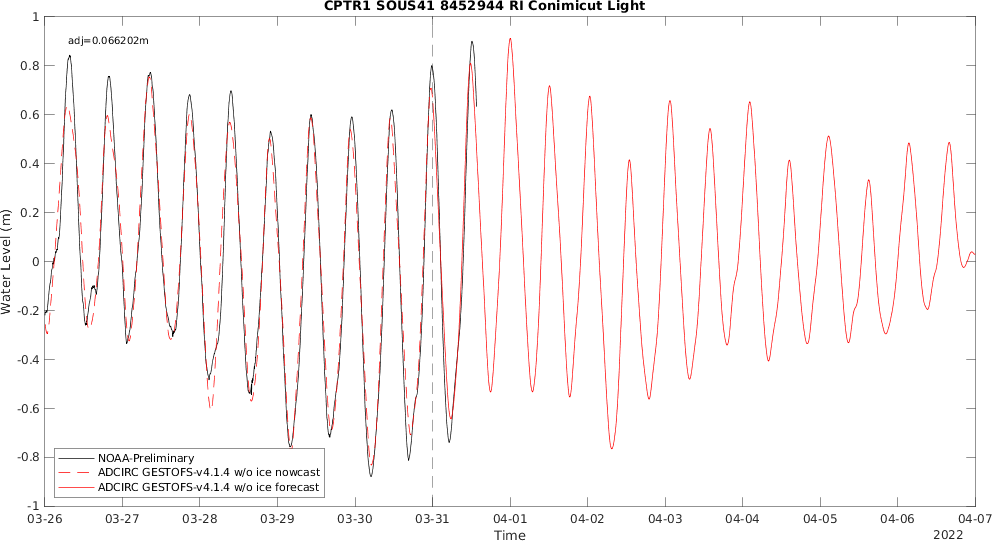 CPTR1 SOUS41 8452944 RI Conimicut Light
adj=0.066202m
1
0.8
0.6
0.4
0.2
0
-0.2
-0.4
-0.6
-0.8
-1
Water Level (m)
NOAA-Preliminary
ADCIRC GESTOFS-v4.1.4 w/o ice nowcast
ADCIRC GESTOFS-v4.1.4 w/o ice forecast
03-26 03-27 03-28 03-29 03-30 03-31 04-01 04-02 04-03 04-04 04-05 04-06 04-07
Time
2022